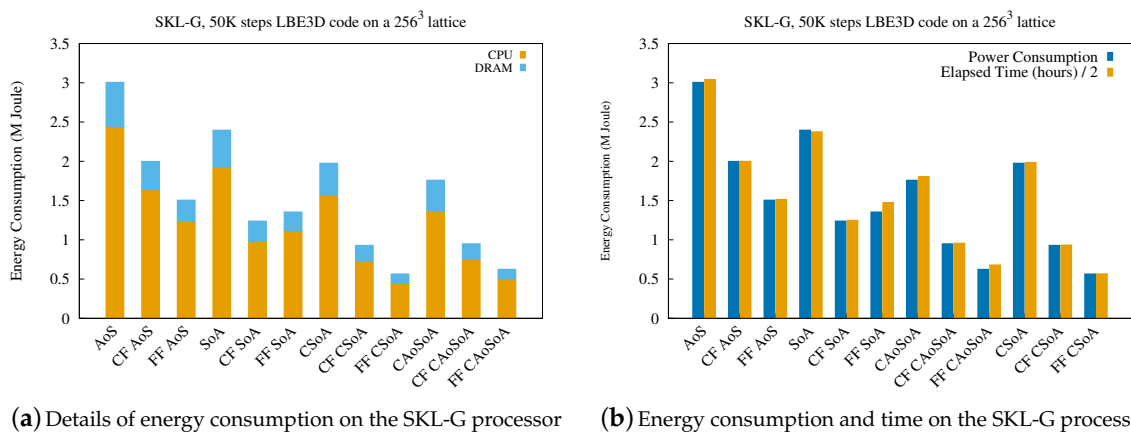 SKL-G, 50K steps LBE3D code on a 256³ lattice
Energy Consumption (M Joule)
3.5
3
2.5
2
1.5
1
0.5
0
CPU
DRAM
AoS
CF AoS
FF AoS
SoA
CF SoA
FF SoA
CSoA
CF CSoA
FF CSoA
CAoSoA
CF CAoSoA
FF CAoSoA
(a) Details of energy consumption on the SKL-G processor
SKL-G, 50K steps LBE3D code on a 256³ lattice
Energy Consumption (M Joule)
3.5
3
2.5
2
1.5
1
0.5
0
Power Consumption
Elapsed Time (hours) / 2
AoS
CF AoS
FF AoS
SoA
CF SoA
FF SoA
CAoSoA
CF CAoSoA
FF CAoSoA
CSoA
CF CSoA
FF CSoA
(b) Energy consumption and time on the SKL-G process